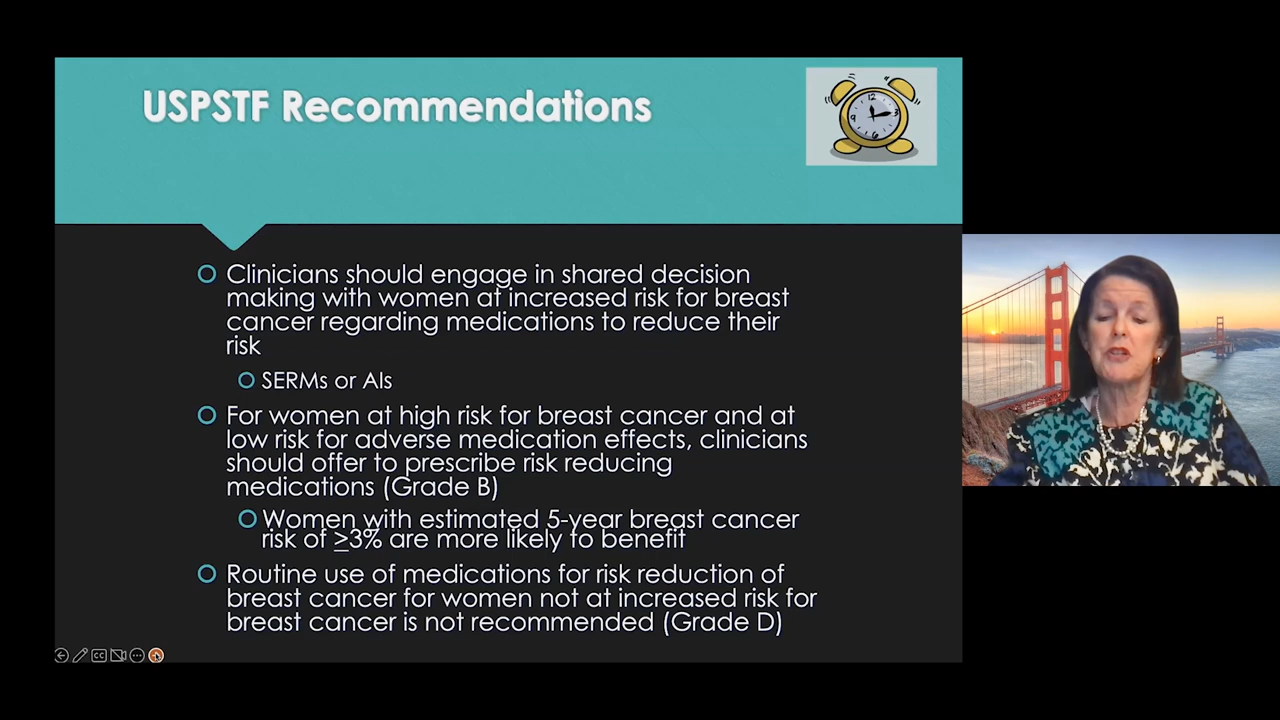 USPSTF Recommendations
Clinicians should engage in shared decision
making with women at increased risk for breast
cancer regarding medications to reduce their
risk
SERMs or AIs
For women at high risk for breast cancer and at
low risk for adverse medication effects, clinicians
should offer to prescribe risk reducing
medications (Grade B)
Women with estimated 5-year breast cancer
risk of ≥3% are more likely to benefit
Routine use of medications for risk reduction of
breast cancer for women not at increased risk for
breast cancer is not recommended (Grade D)
CC